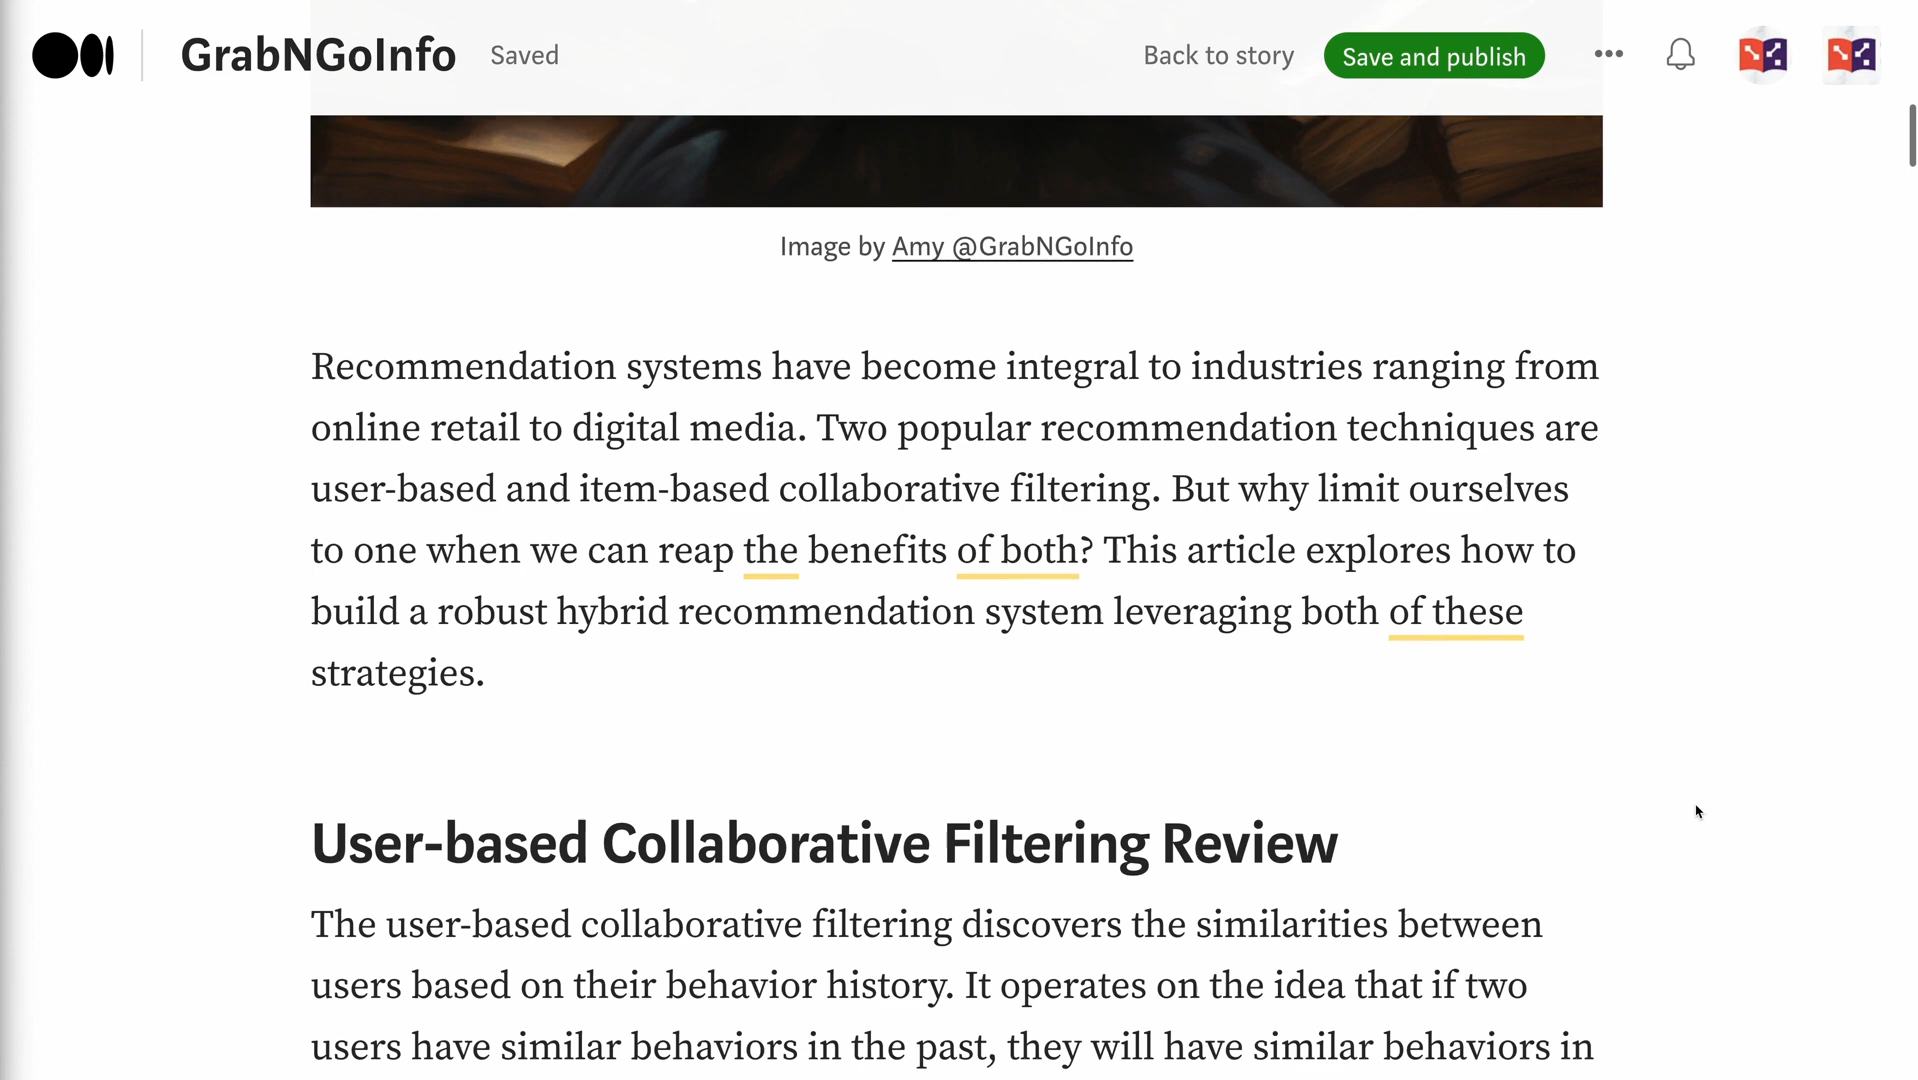 GrabNGoInfo Saved Back to story Save and publish
Image by Amy @GrabNGoInfo
Recommendation systems have become integral to industries ranging from
online retail to digital media. Two popular recommendation techniques are
user-based and item-based collaborative filtering. But why limit ourselves
to one when we can reap the benefits of both? This article explores how to
build a robust hybrid recommendation system leveraging both of these
strategies.
User-based Collaborative Filtering Review
The user-based collaborative filtering discovers the similarities between
users based on their behavior history. It operates on the idea that if two
users have similar behaviors in the past, they will have similar behaviors in